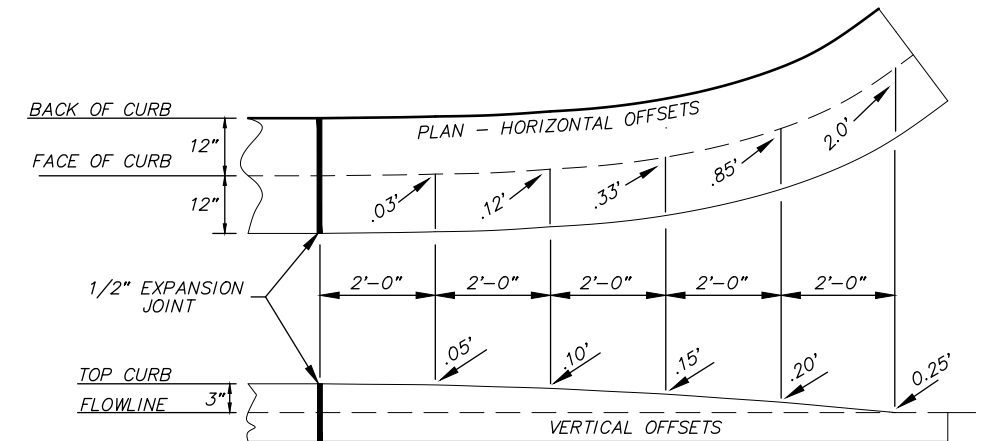 BACK OF CURB
12"
PLAN - HORIZONTAL OFFSETS
FACE OF CURB
12"
.03'
.12'
.33'
.85'
2.0'
1/2" EXPANSION
JOINT
2'-0"
2'-0"
2'-0"
2'-0"
2'-0"
.05'
.10'
.15'
.20'
0.25'
TOP CURB
3"
FLOWLINE
VERTICAL OFFSETS